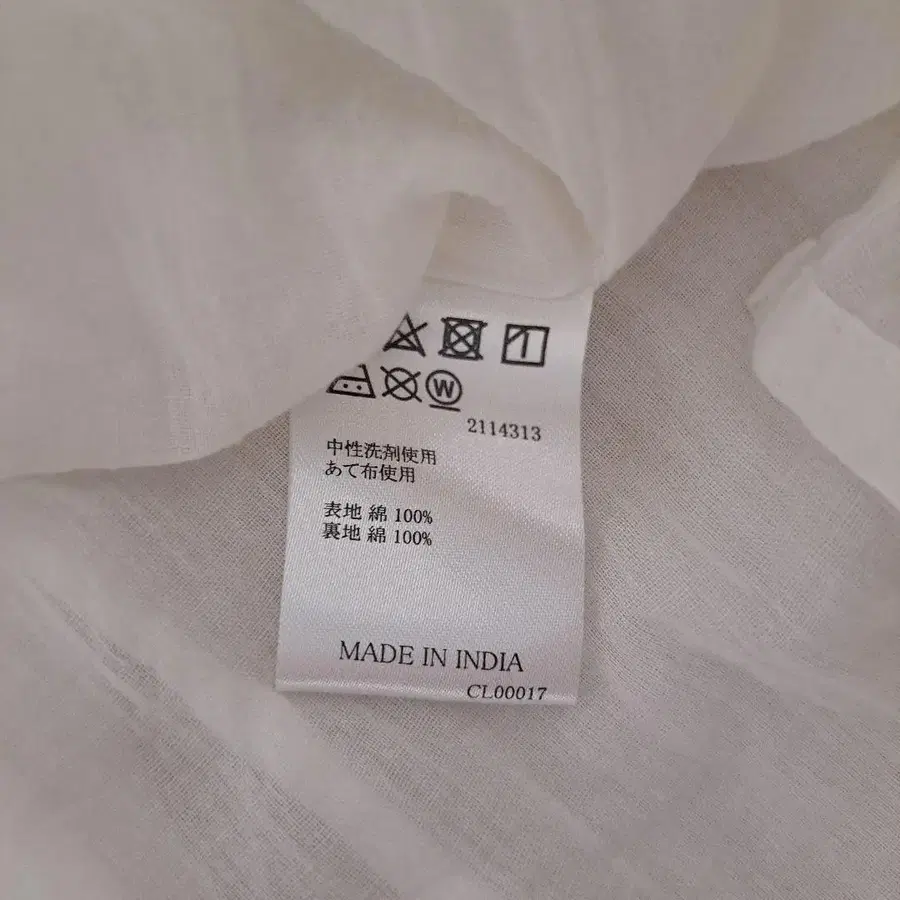 W
2114313
中性洗剤使用
あて布使用
表地 綿 100%
裏地 綿 100%
MADE IN INDIA
CL00017